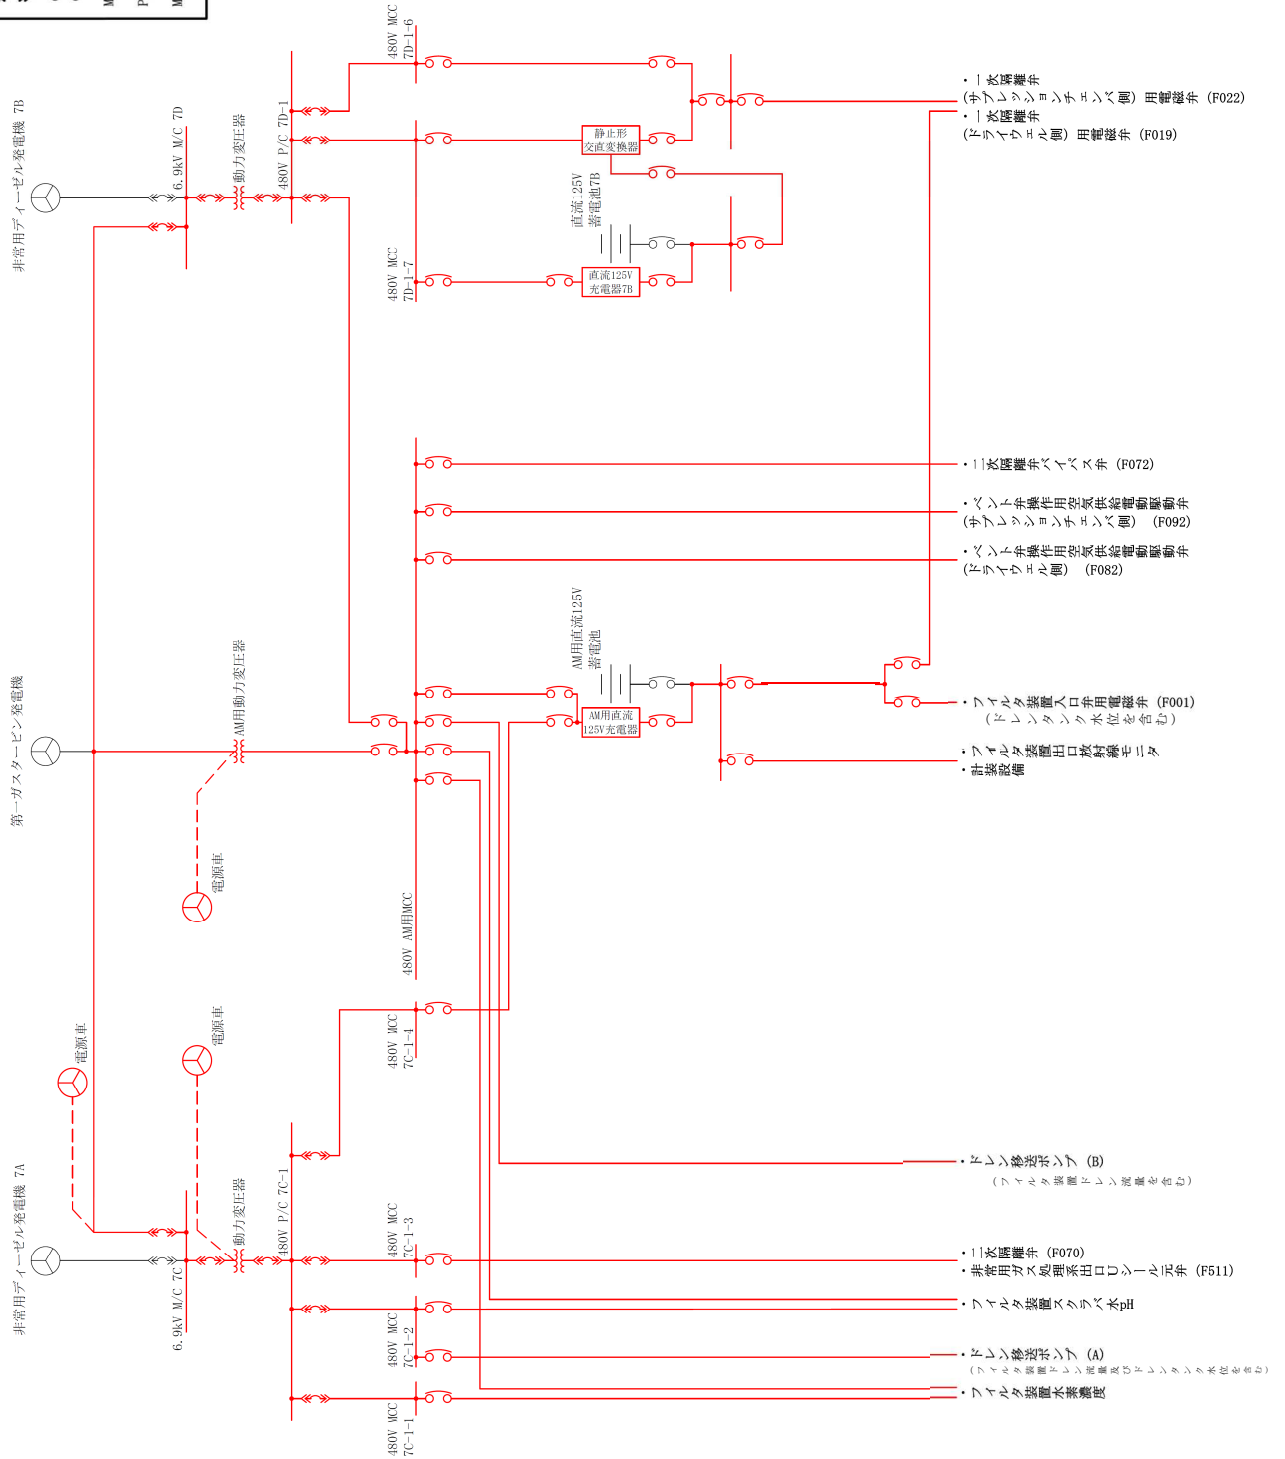 非常用ディーゼル発電機 7A
6.9kV M/C 7C
動力変圧器
480V P/C 7C-1
電源車
電源車
480V MCC
7C-1-1
480V MCC
7C-1-2
480V MCC
7C-1-3
480V MCC
7C-1-4
第一ガスタービン発電機
電源車
AM用動力変圧器
480V AM用MCC
AM用直流125V
蓄電池
AM用直流
125V充電器
非常用ディーゼル発電機 7B
6.9kV M/C 7D
動力変圧器
480V P/C 7D-1
480V MCC
7D-1-7
480V MCC
7D-1-6
蓄電池7B
直流125V
充電器7B
静止形
交直変換器
・一次隔離弁
(サプレッションチェンバ側) 用電磁弁 (F022)
・一次隔離弁
(ドライウェル側) 用電磁弁 (F019)
・二次隔離弁バイパス弁 (F072)
・ベント弁操作用空気供給電動駆動弁
(サプレッションチェンバ側) (F092)
・ベント弁操作用空気供給電動駆動弁
(ドライウェル側) (F082)
・フィルタ装置入口弁用電磁弁 (F001)
(ドレンタンク水位を含む)
・フィルタ装置出口放射線モニタ
・計装設備
・ドレン移送ポンプ (B)
(フィルタ装置ドレン流量を含む)
・二次隔離弁 (F070)
・非常用ガス処理系出口Uシール元弁 (F511)
・フィルタ装置スクラバ水pH
・ドレン移送ポンプ (A)
(フィルタ装置ドレン流量及びドレンタンク水位を含む)
・フィルタ装置水素濃度